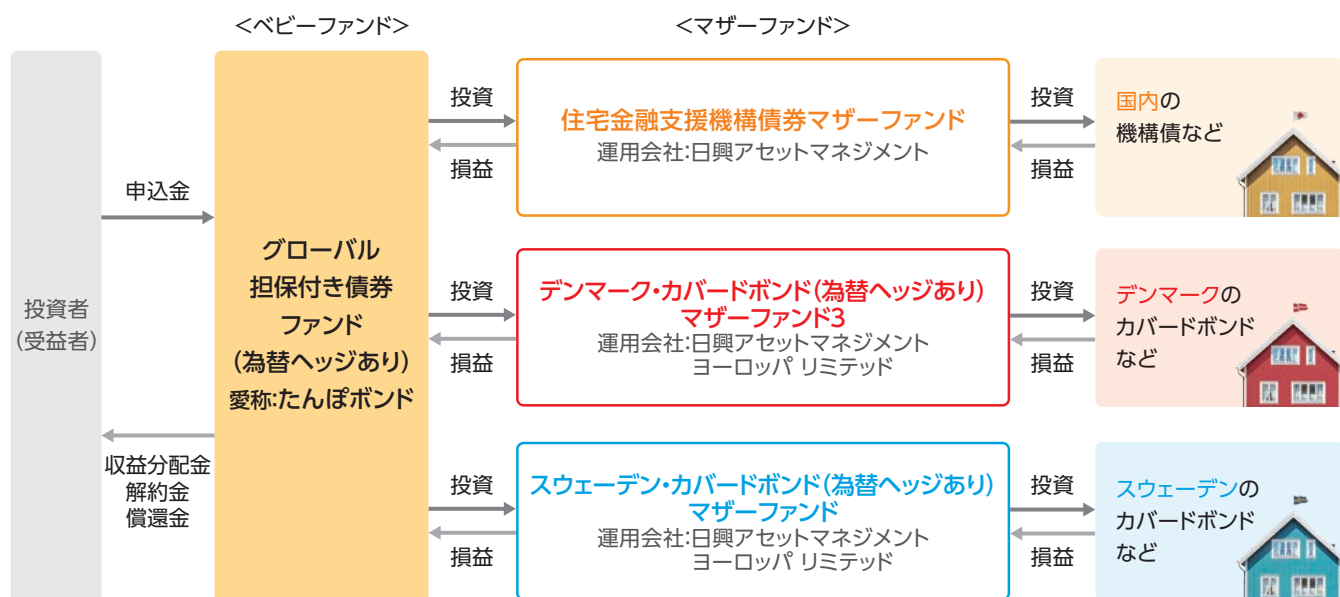 <ベビーファンド>
<マザーファンド>
投資者
(受益者)
申込金
収益分配金
解約金
償還金
グローバル
担保付き債券
ファンド
(為替ヘッジあり)
愛称:たんぽボンド
投資
損益
住宅金融支援機構債券マザーファンド
運用会社:日興アセットマネジメント
投資
損益
国内の
機構債など
投資
損益
デンマーク・カバードボンド(為替ヘッジあり)
マザーファンド3
運用会社:日興アセットマネジメント
ヨーロッパ リミテッド
投資
損益
デンマークの
カバードボンド
など
投資
損益
スウェーデン・カバードボンド(為替ヘッジあり)
マザーファンド
運用会社:日興アセットマネジメント
ヨーロッパ リミテッド
投資
損益
スウェーデンの
カバードボンド
など